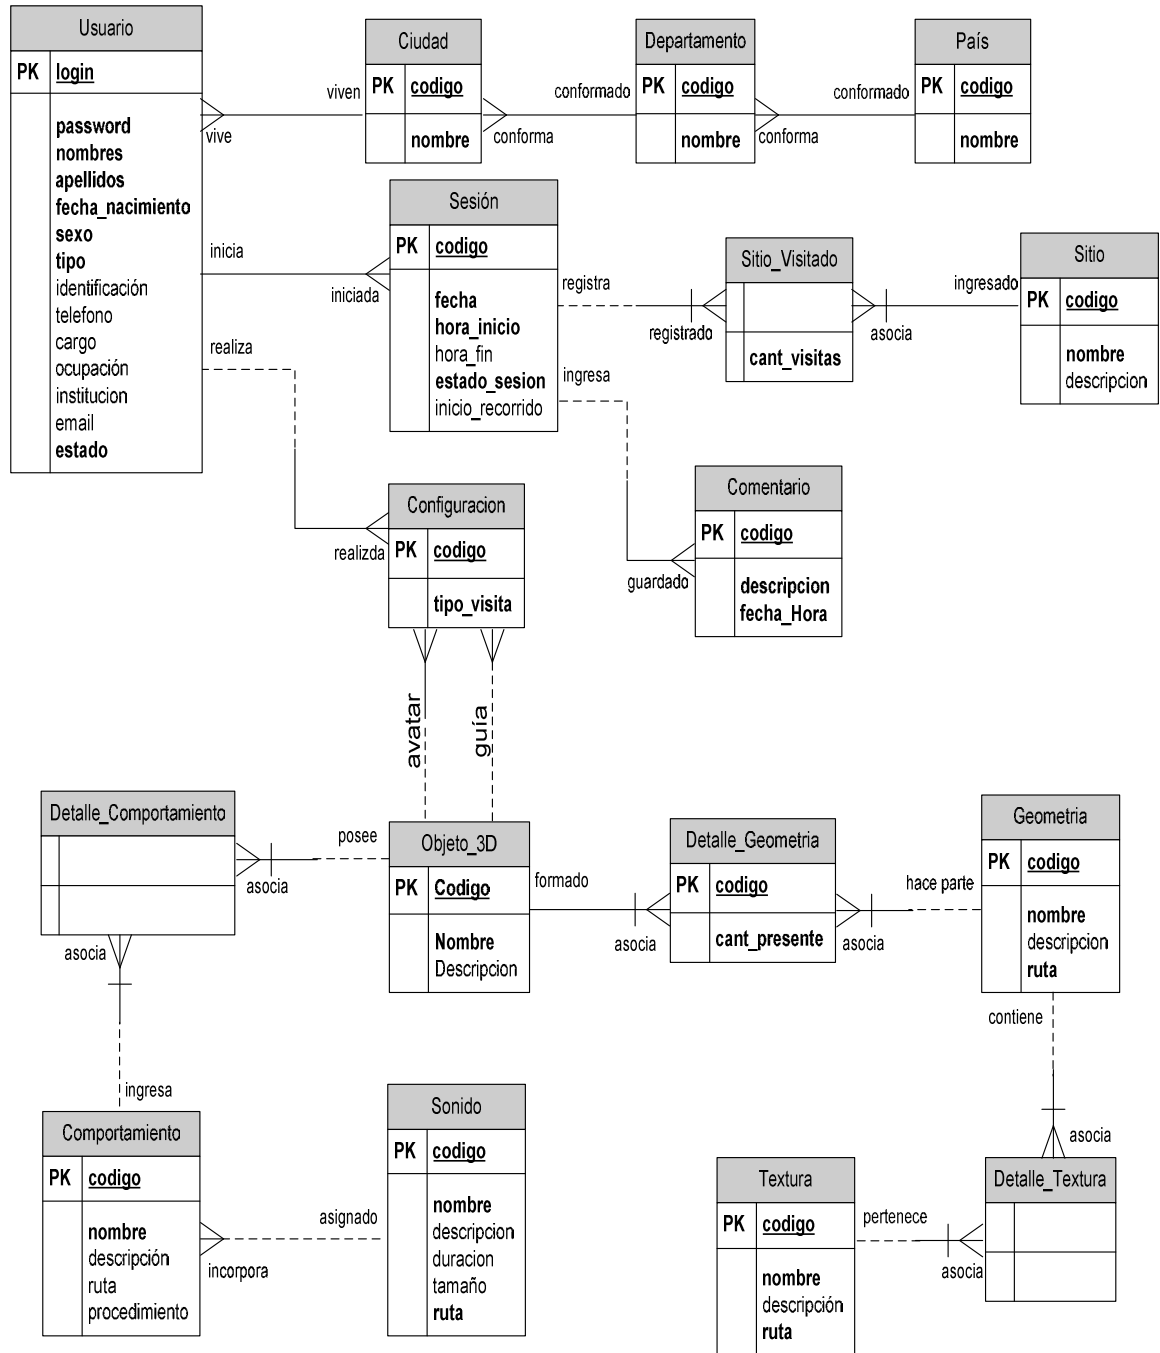 Usuario
PK login
password
nombres
apellidos
fecha_nacimiento
sexo
tipo
identificación
telefono
cargo
ocupación
institucion
email
estado
vive
viven
Ciudad
PK codigo
nombre
conforma
conformado
Departamento
PK codigo
nombre
conforma
conformado
País
PK codigo
nombre
inicia
iniciada
Sesión
PK codigo
fecha
hora_inicio
hora_fin
estado_sesion
inicio_recorrido
registra
registrado
Sitio_Visitado
cant_visitas
asocia
ingresado
Sitio
PK codigo
nombre
descripcion
realiza
realizda
ingresa
guardado
Configuracion
PK codigo
tipo_visita
Comentario
PK codigo
descripcion
fecha_Hora
avatar
guía
Detalle_Comportamiento
asocia
posee
Objeto_3D
PK Codigo
Nombre
Descripcion
formado
asocia
Detalle_Geometria
PK codigo
cant_presente
asocia
hace parte
Geometria
PK codigo
nombre
descripcion
ruta
asocia
ingresa
contiene
asocia
Comportamiento
PK codigo
nombre
descripción
ruta
procedimiento
incorpora
asignado
Sonido
PK codigo
nombre
descripcion
duracion
tamaño
ruta
Textura
PK codigo
nombre
descripción
ruta
pertenece
asocia
Detalle_Textura